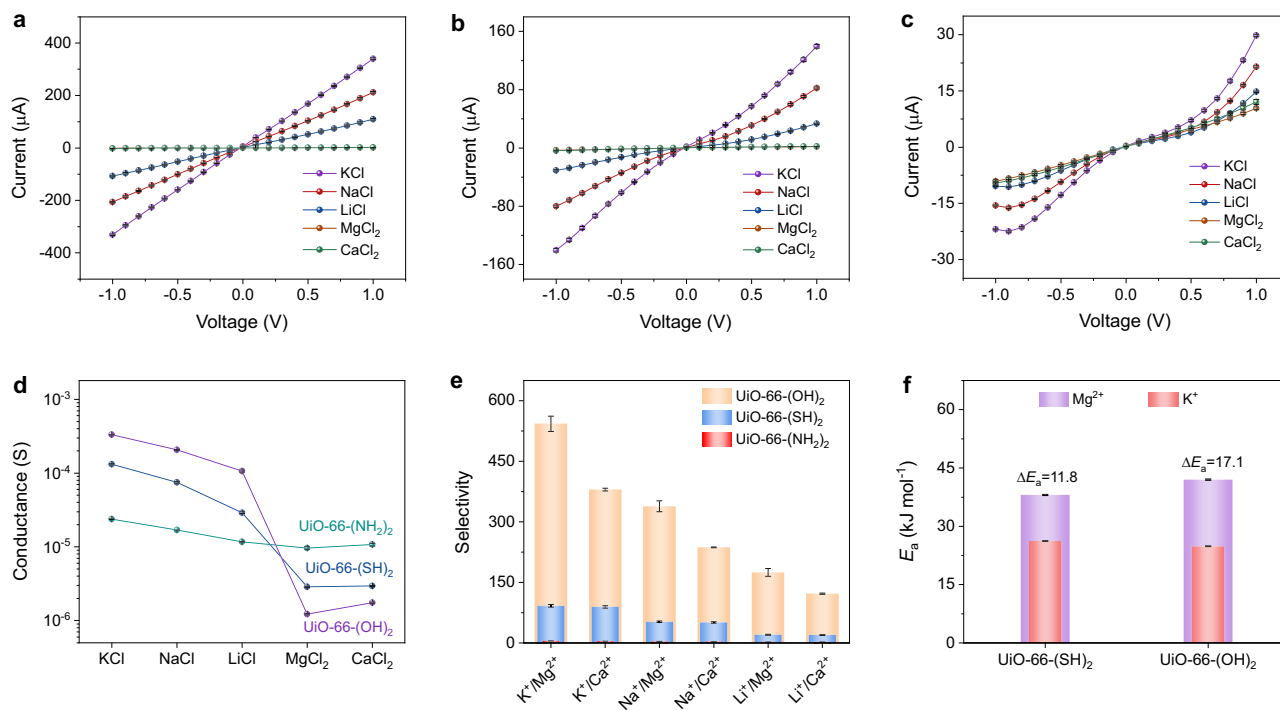 a
400
200
0
-200
-400
Current (μA)
KCl
NaCl
LiCl
MgCl₂
CaCl₂
-1.0 -0.5 0.0 0.5 1.0
Voltage (V)
b
160
80
0
-80
-160
Current (μA)
KCl
NaCl
LiCl
MgCl₂
CaCl₂
-1.0 -0.5 0.0 0.5 1.0
Voltage (V)
c
30
15
0
-15
-30
Current (μA)
KCl
NaCl
LiCl
MgCl₂
CaCl₂
-1.0 -0.5 0.0 0.5 1.0
Voltage (V)
d
10⁻³
10⁻⁴
10⁻⁵
10⁻⁶
Conductance (S)
UiO-66-(NH₂)₂
UiO-66-(SH)₂
UiO-66-(OH)₂
KCl NaCl LiCl MgCl₂ CaCl₂
e
600
450
300
150
0
Selectivity
UiO-66-(OH)₂
UiO-66-(SH)₂
UiO-66-(NH₂)₂
K⁺/Mg²⁺ K⁺/Ca²⁺ Na⁺/Mg²⁺ Na⁺/Ca²⁺ Li⁺/Mg²⁺ Li⁺/Ca²⁺
f
60
45
30
15
0
Eₐ (kJ mol⁻¹)
Mg²⁺ K⁺
ΔEₐ=11.8
ΔEₐ=17.1
UiO-66-(SH)₂ UiO-66-(OH)₂